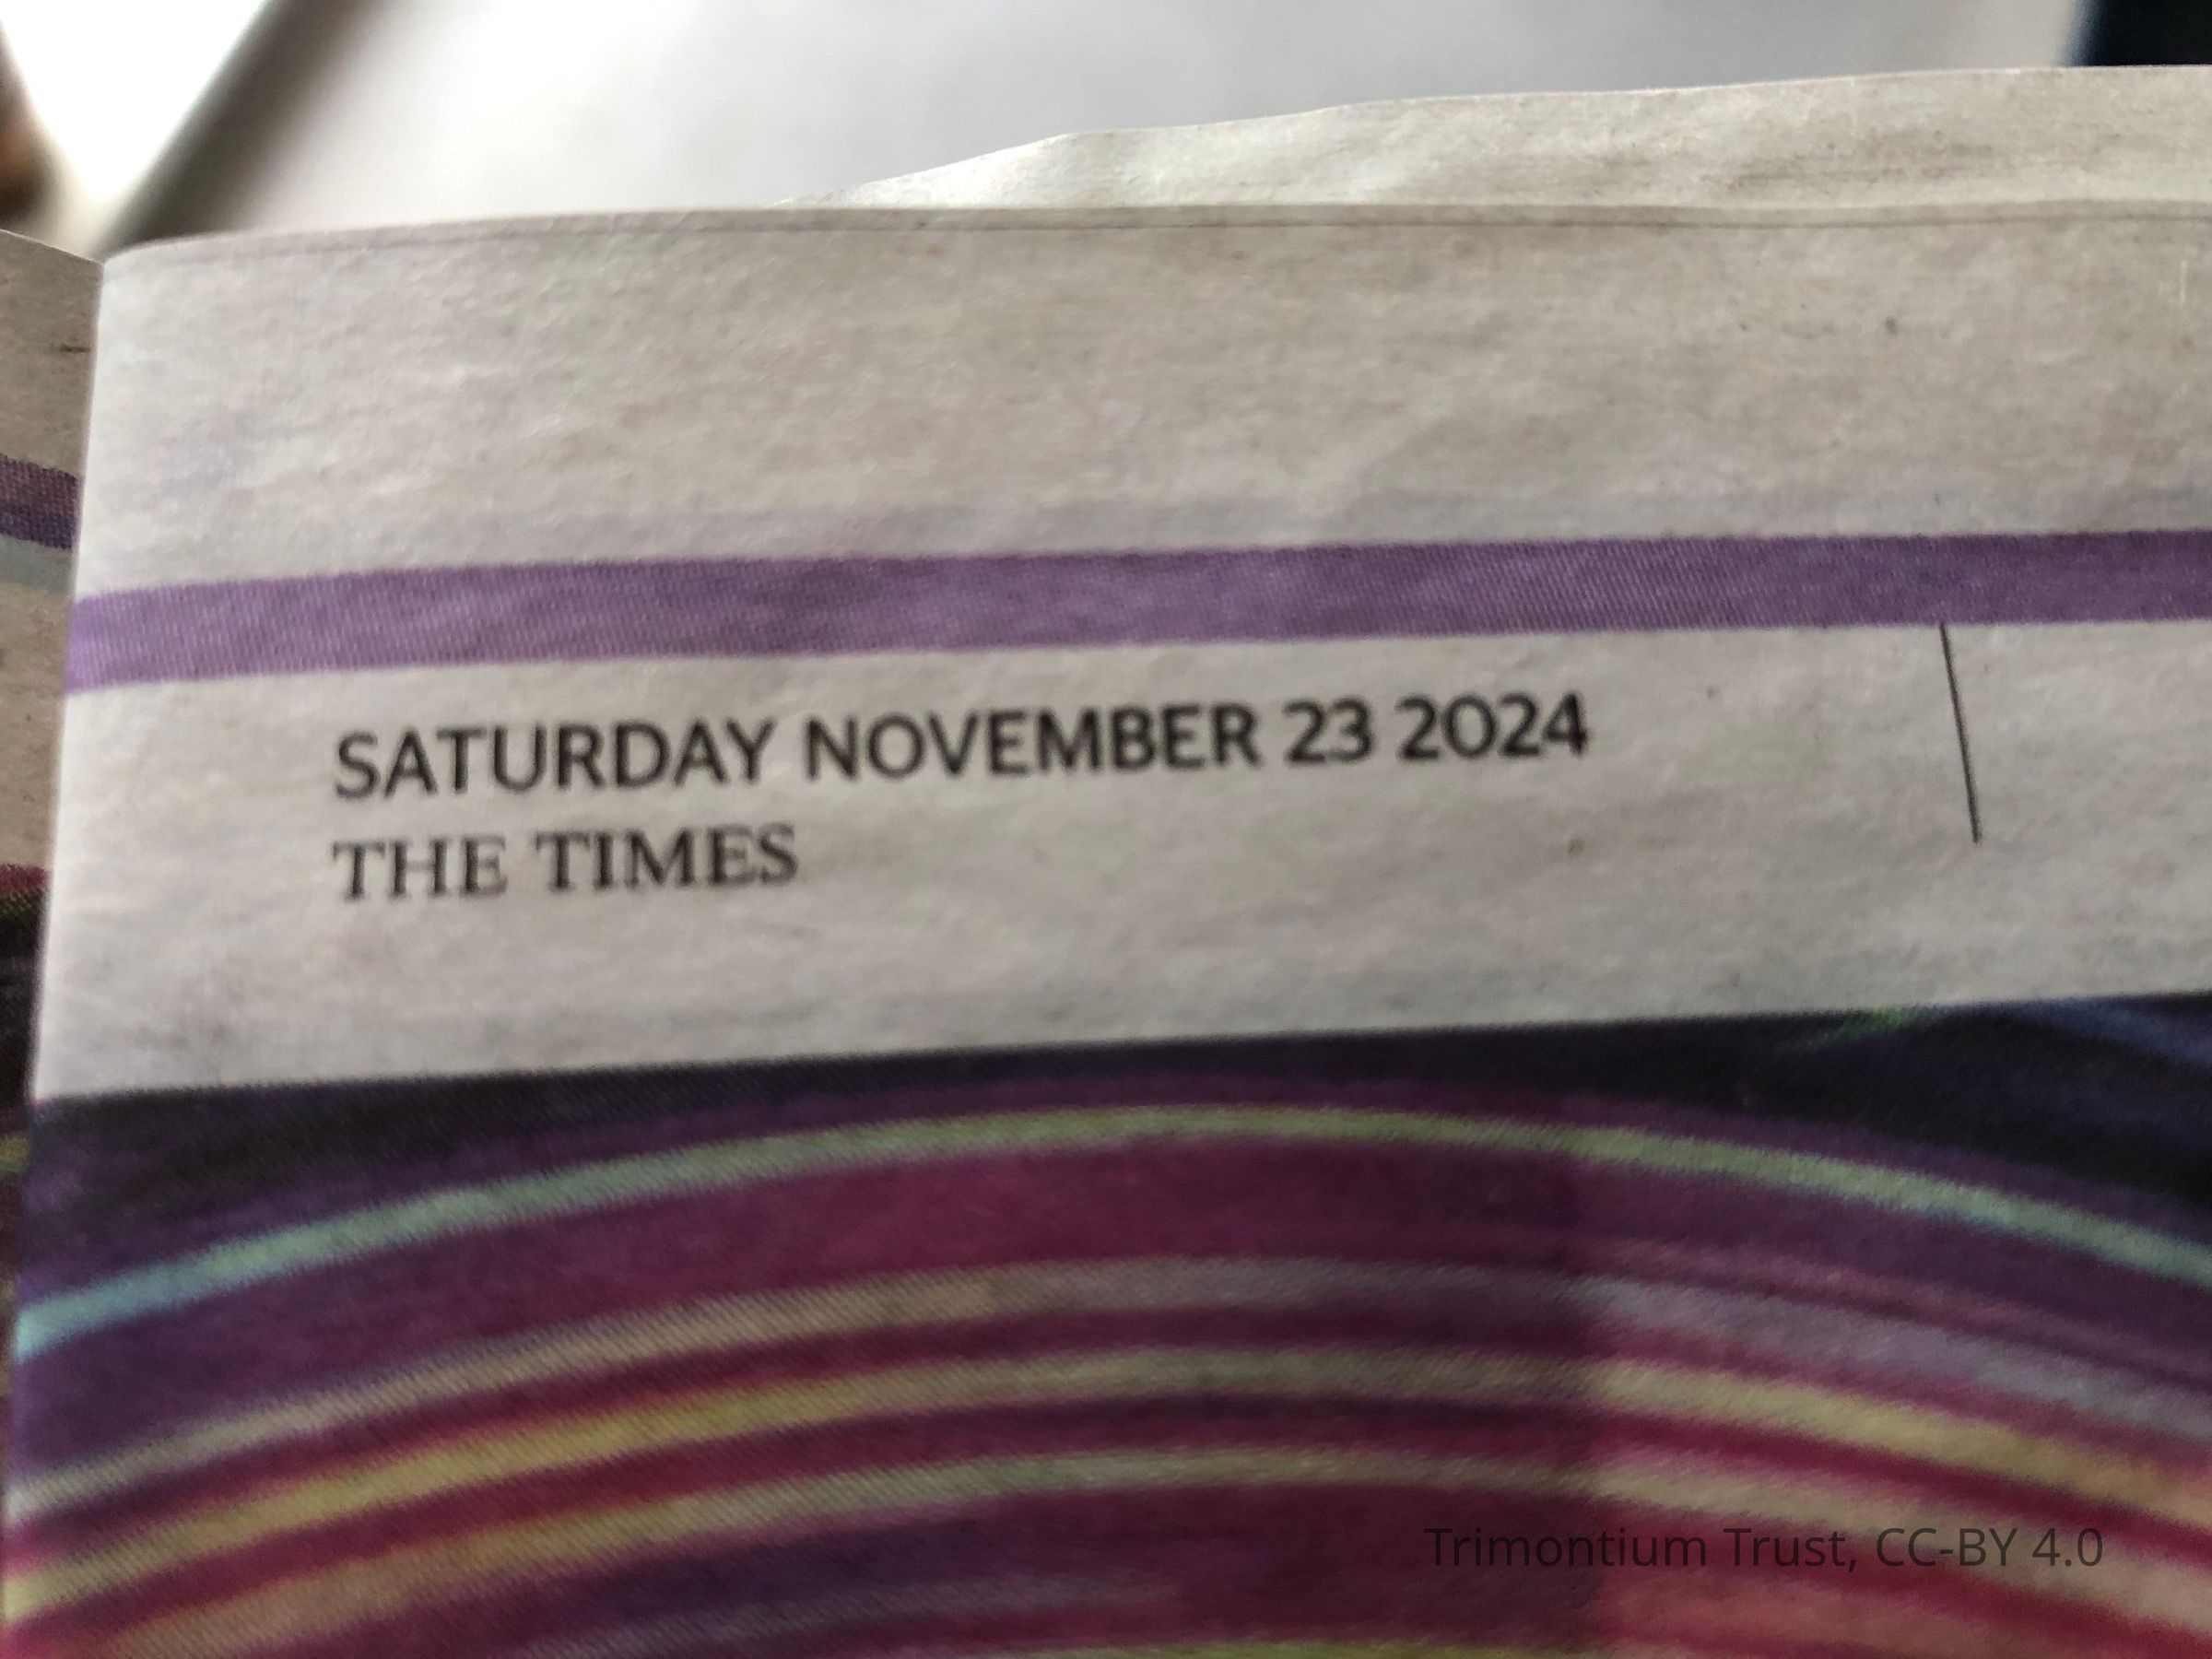 SATURDAY NOVEMBER 23 2024
THE TIMES
Trimontium Trust, CC-BY 4.0